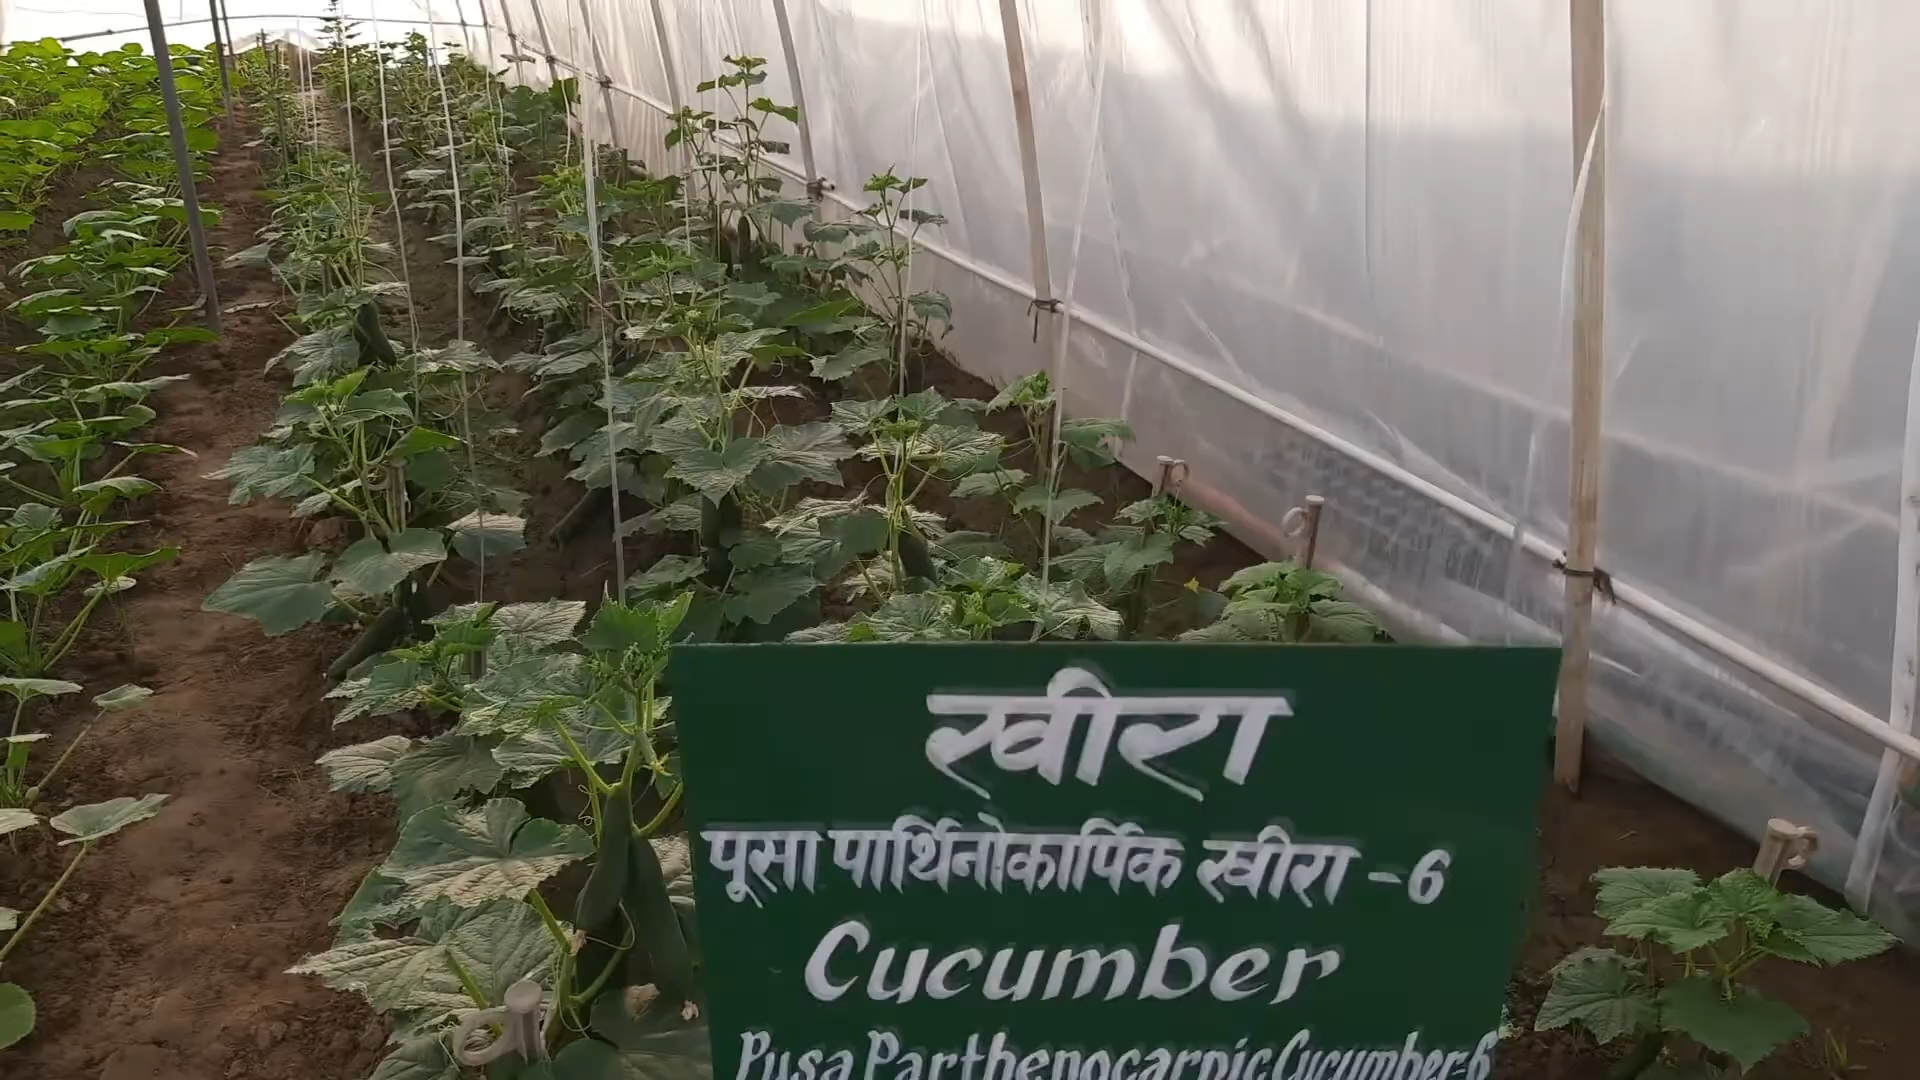 खीरा
पूसा पार्थिनोकार्पिक खीरा -6
Cucumber
Pusa Parthenocarpic Cucumber-6